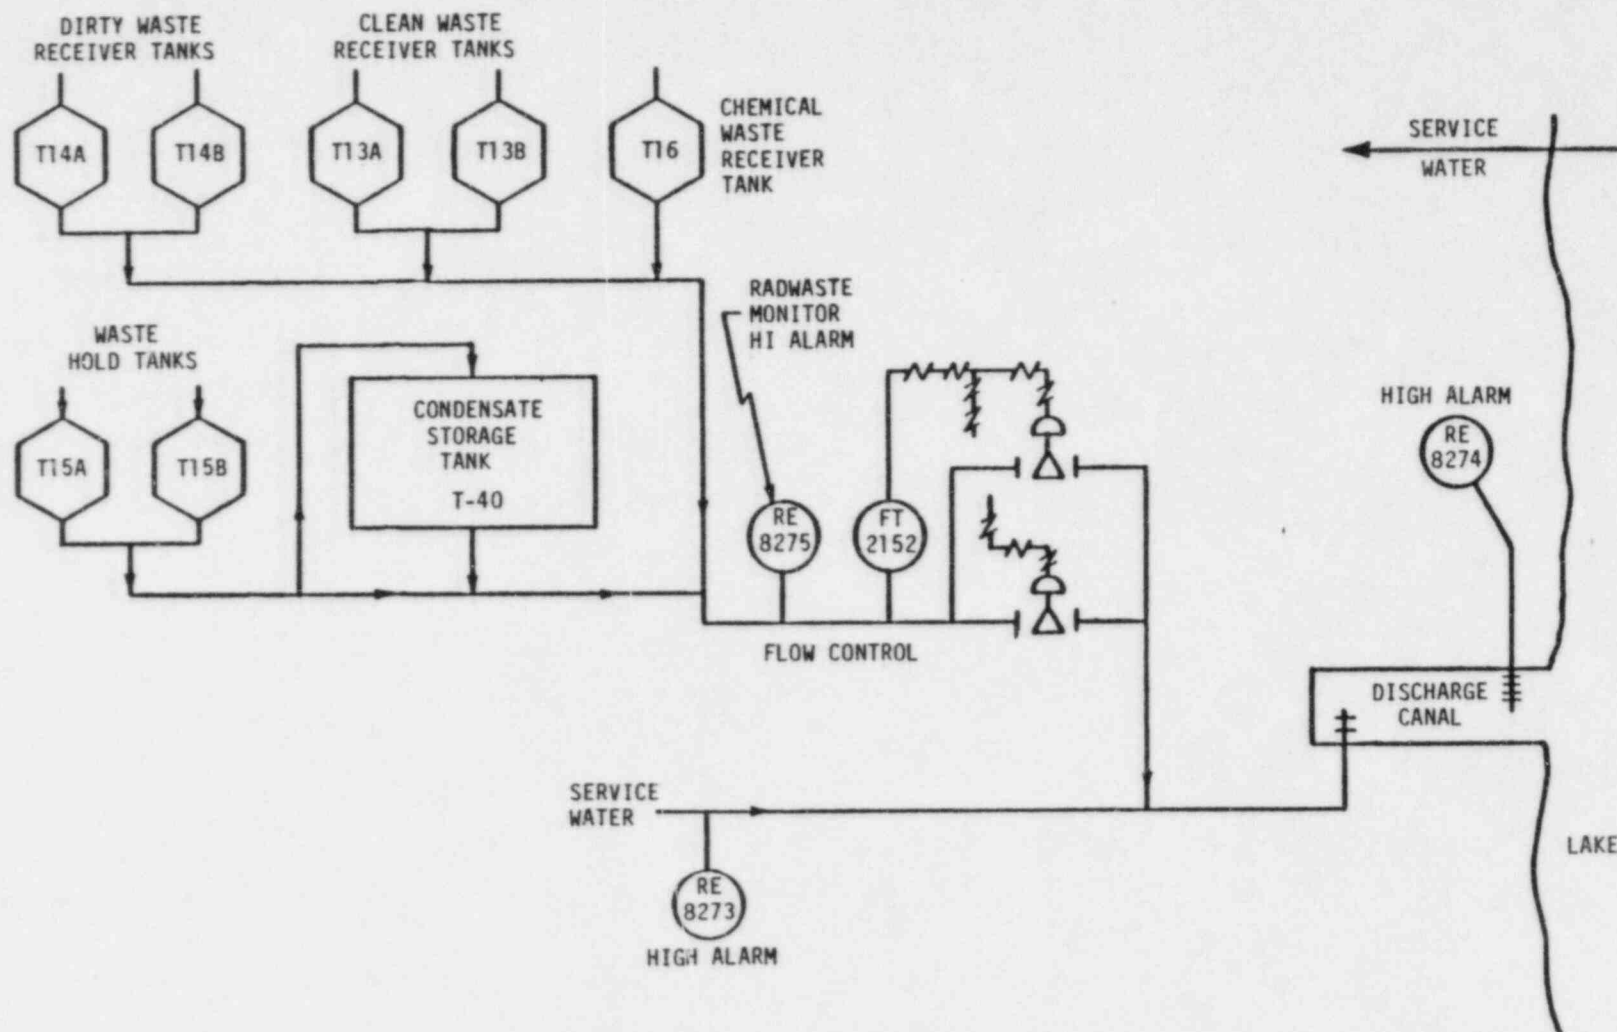 DIRTY WASTE
RECEIVER TANKS
CLEAN WASTE
RECEIVER TANKS
CHEMICAL
WASTE
RECEIVER
TANK
T14A
T14B
T13A
T13B
T16
SERVICE
WATER
RADWASTE
MONITOR
HI ALARM
WASTE
HOLD TANKS
T15A
T15B
CONDENSATE
STORAGE
TANK
T-40
RE
8275
FT
2152
HIGH ALARM
RE
8274
FLOW CONTROL
DISCHARGE
CANAL
SERVICE
WATER
RE
8273
HIGH ALARM
LAKE